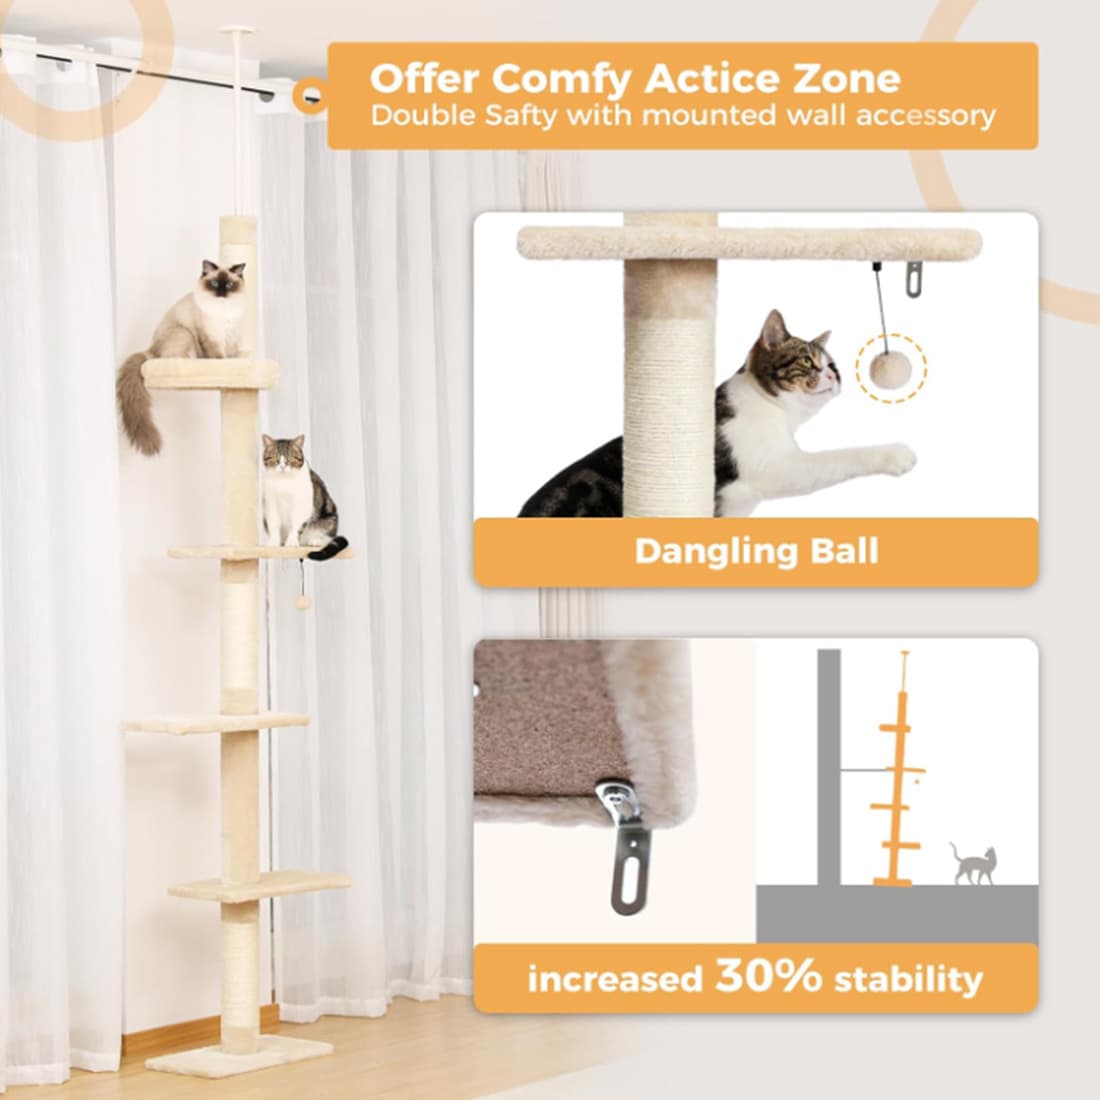 Offer Comfy Actice Zone
Double Safty with mounted wall accessory
Dangling Ball
increased 30% stability